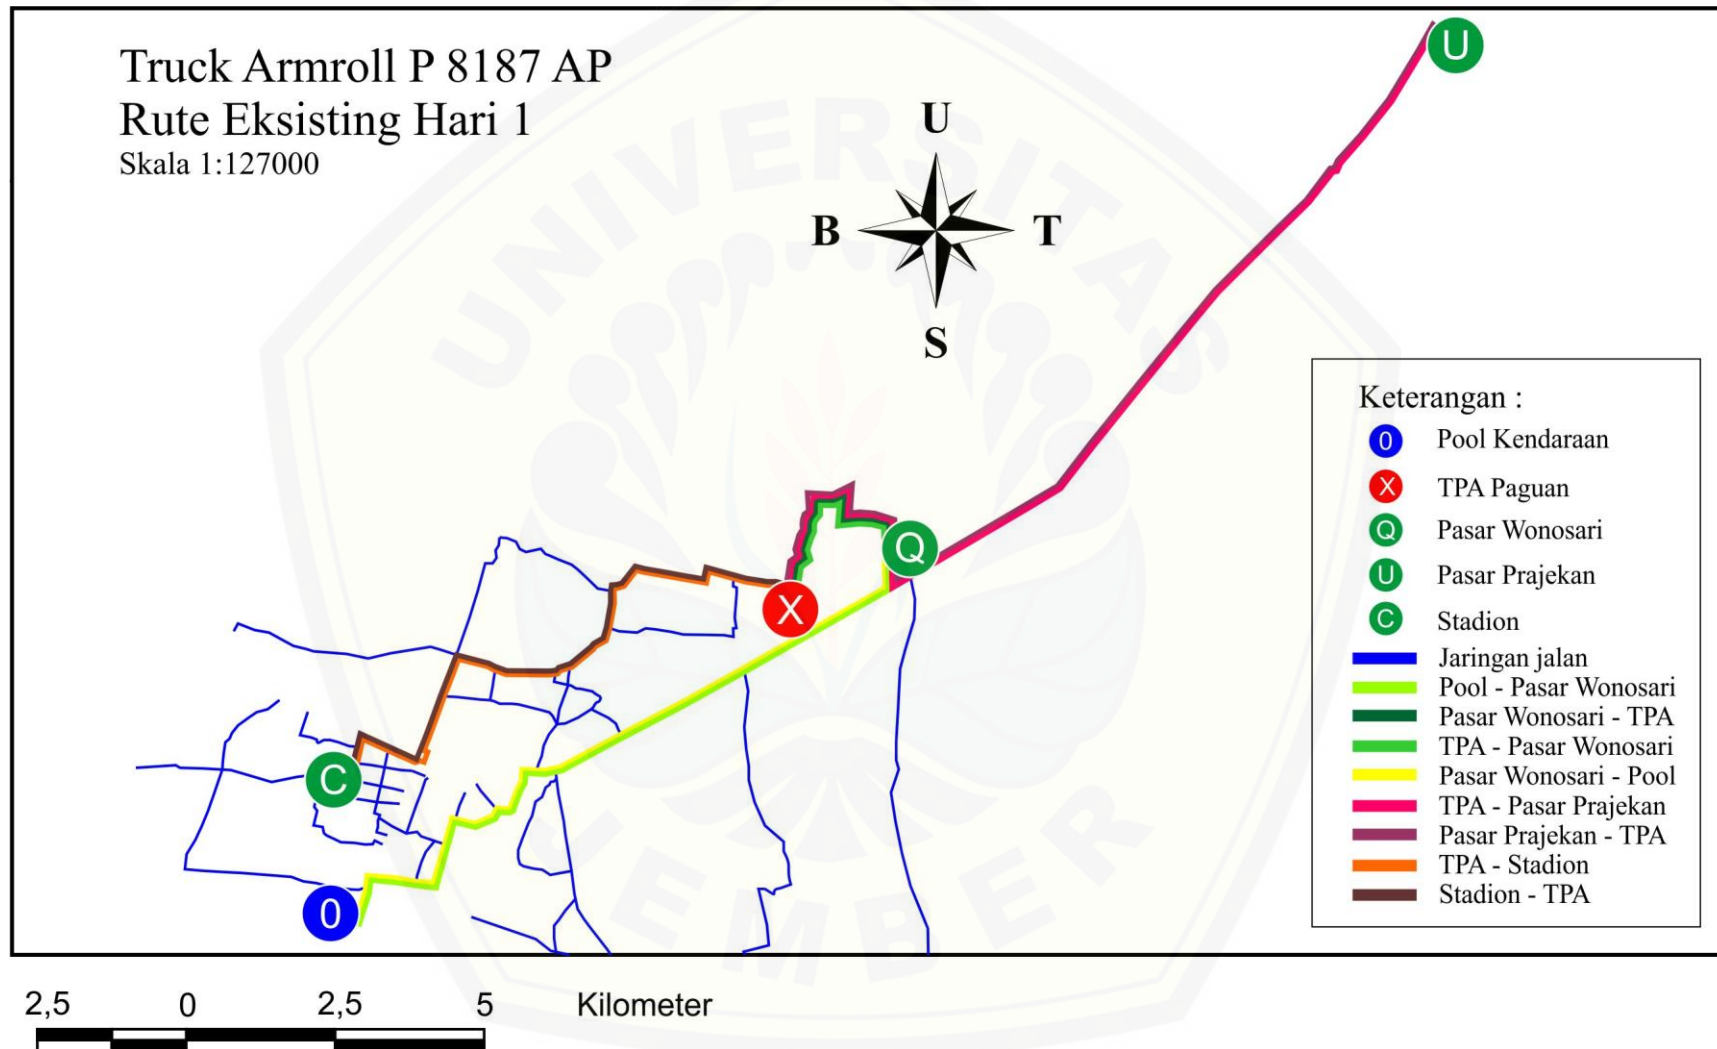 Truck Armroll P 8187 AP
Rute Eksisting Hari 1
Skala 1:127000
U
B
T
S
U
Q
X
C
0
UNIVERSITAS
JEMBER
Keterangan :
0 Pool Kendaraan
X TPA Paguan
Q Pasar Wonosari
U Pasar Prajekan
C Stadion
Jaringan jalan
Pool - Pasar Wonosari
Pasar Wonosari - TPA
TPA - Pasar Wonosari
Pasar Wonosari - Pool
TPA - Pasar Prajekan
Pasar Prajekan - TPA
TPA - Stadion
Stadion - TPA
2,5 0 2,5 5 Kilometer